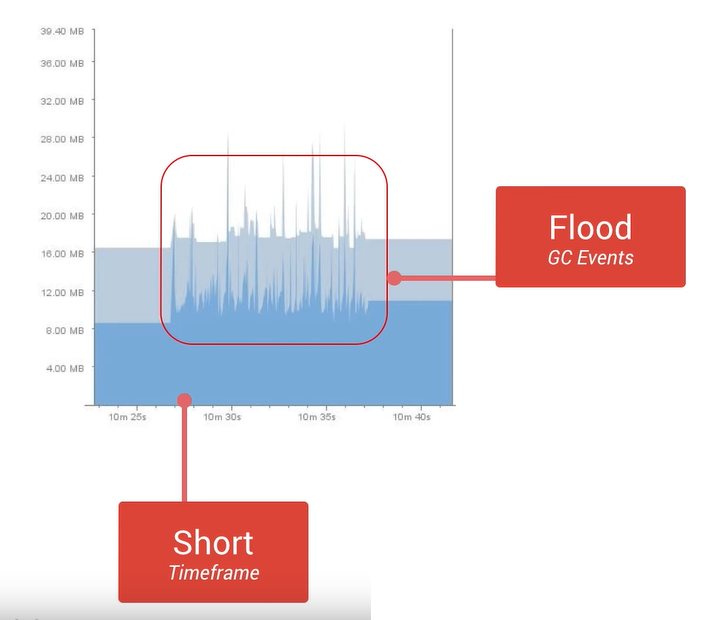 39.40 MB
36.00 MB
32.00 MB
28.00 MB
24.00 MB
20.00 MB
16.00 MB
12.00 MB
8.00 MB
4.00 MB
10m 25s
10m 30s
10m 35s
10m 40s
Flood
GC Events
Short
Timeframe